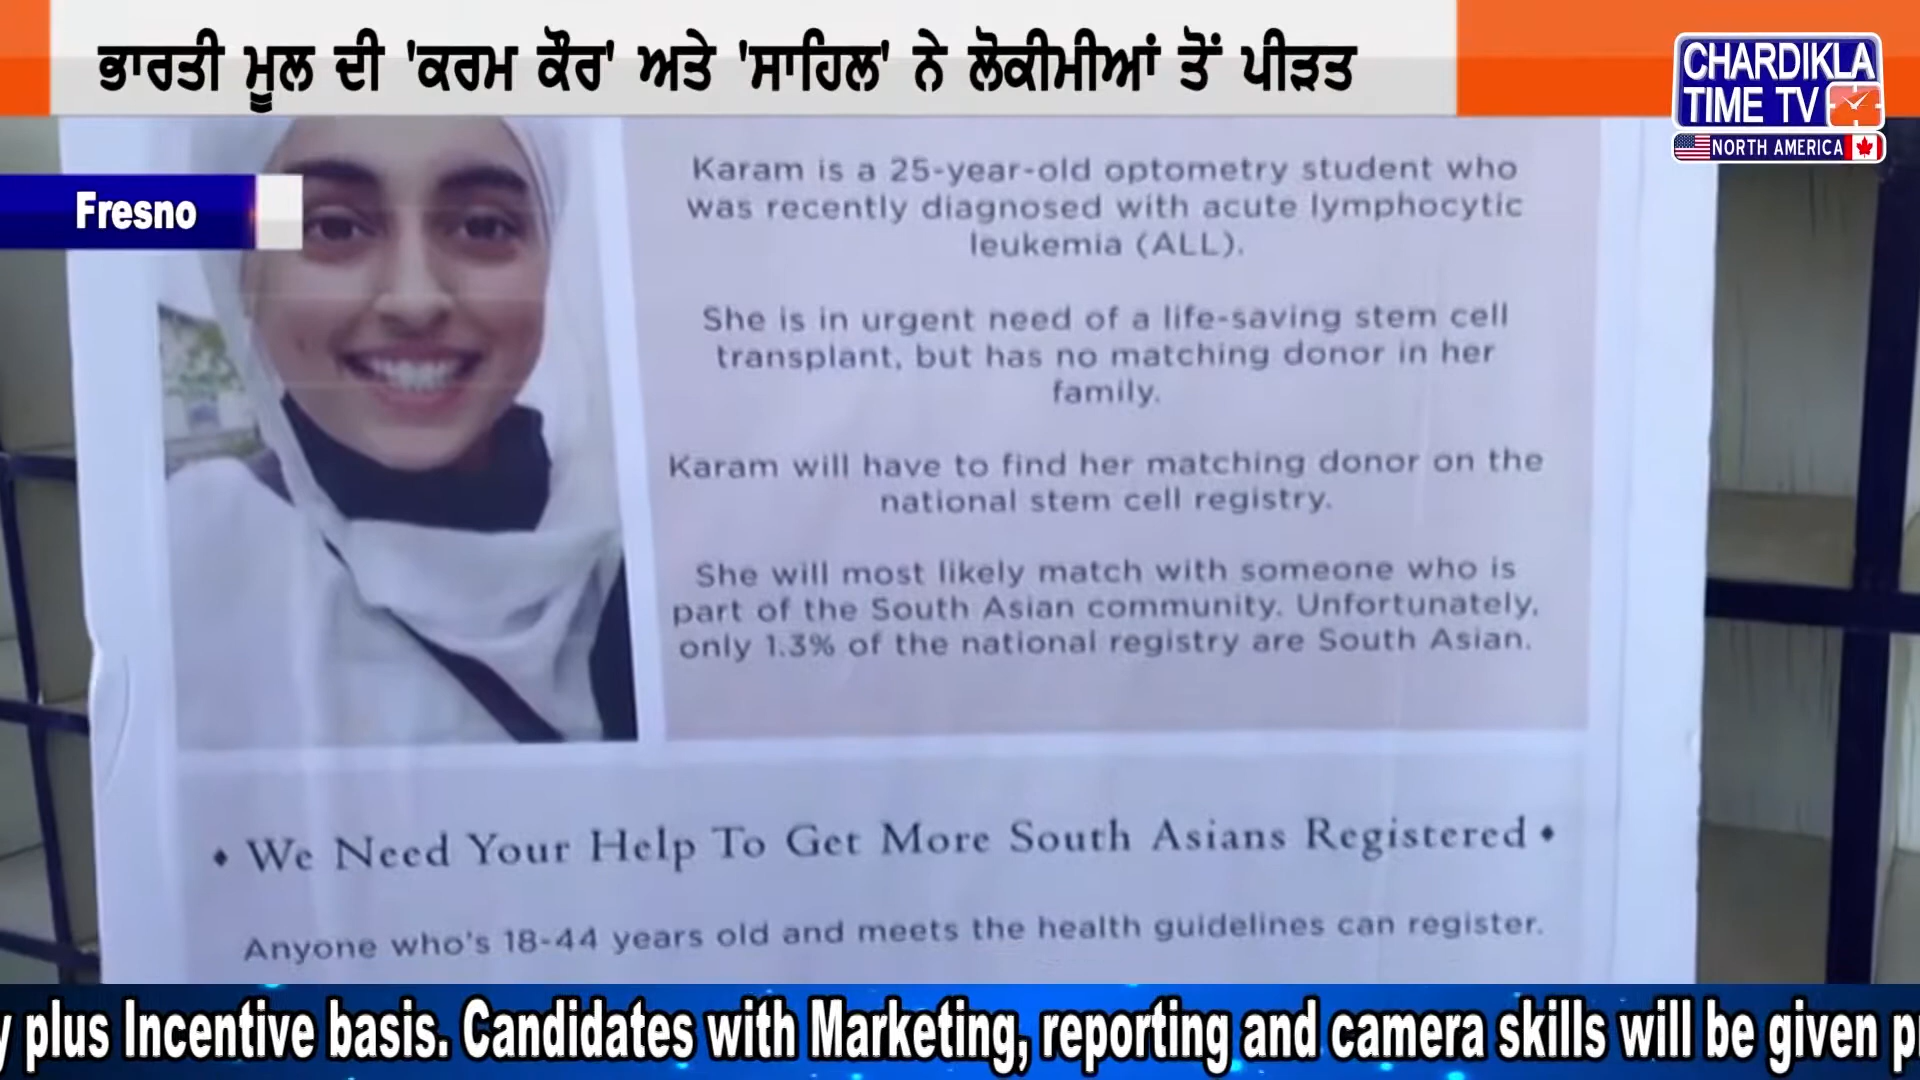 ਭਾਰਤੀ ਮੂਲ ਦੀ 'ਕਰਮ ਕੌਰ' ਅਤੇ 'ਸਾਹਿਲ' ਨੇ ਲੋਕੀਮੀਆਂ ਤੋਂ ਪੀੜਤ
CHARDIKLA
TIME TV
NORTH AMERICA
Fresno
Karam is a 25-year-old optometry student who
was recently diagnosed with acute lymphocytic
leukemia (ALL).
She is in urgent need of a life-saving stem cell
transplant, but has no matching donor in her
family.
Karam will have to find her matching donor on the
national stem cell registry.
She will most likely match with someone who is
part of the South Asian community. Unfortunately,
only 1.3% of the national registry are South Asian.
• We Need Your Help To Get More South Asians Registered •
Anyone who's 18-44 years old and meets the health guidelines can register.
plus Incentive basis. Candidates with Marketing, reporting and camera skills will be given